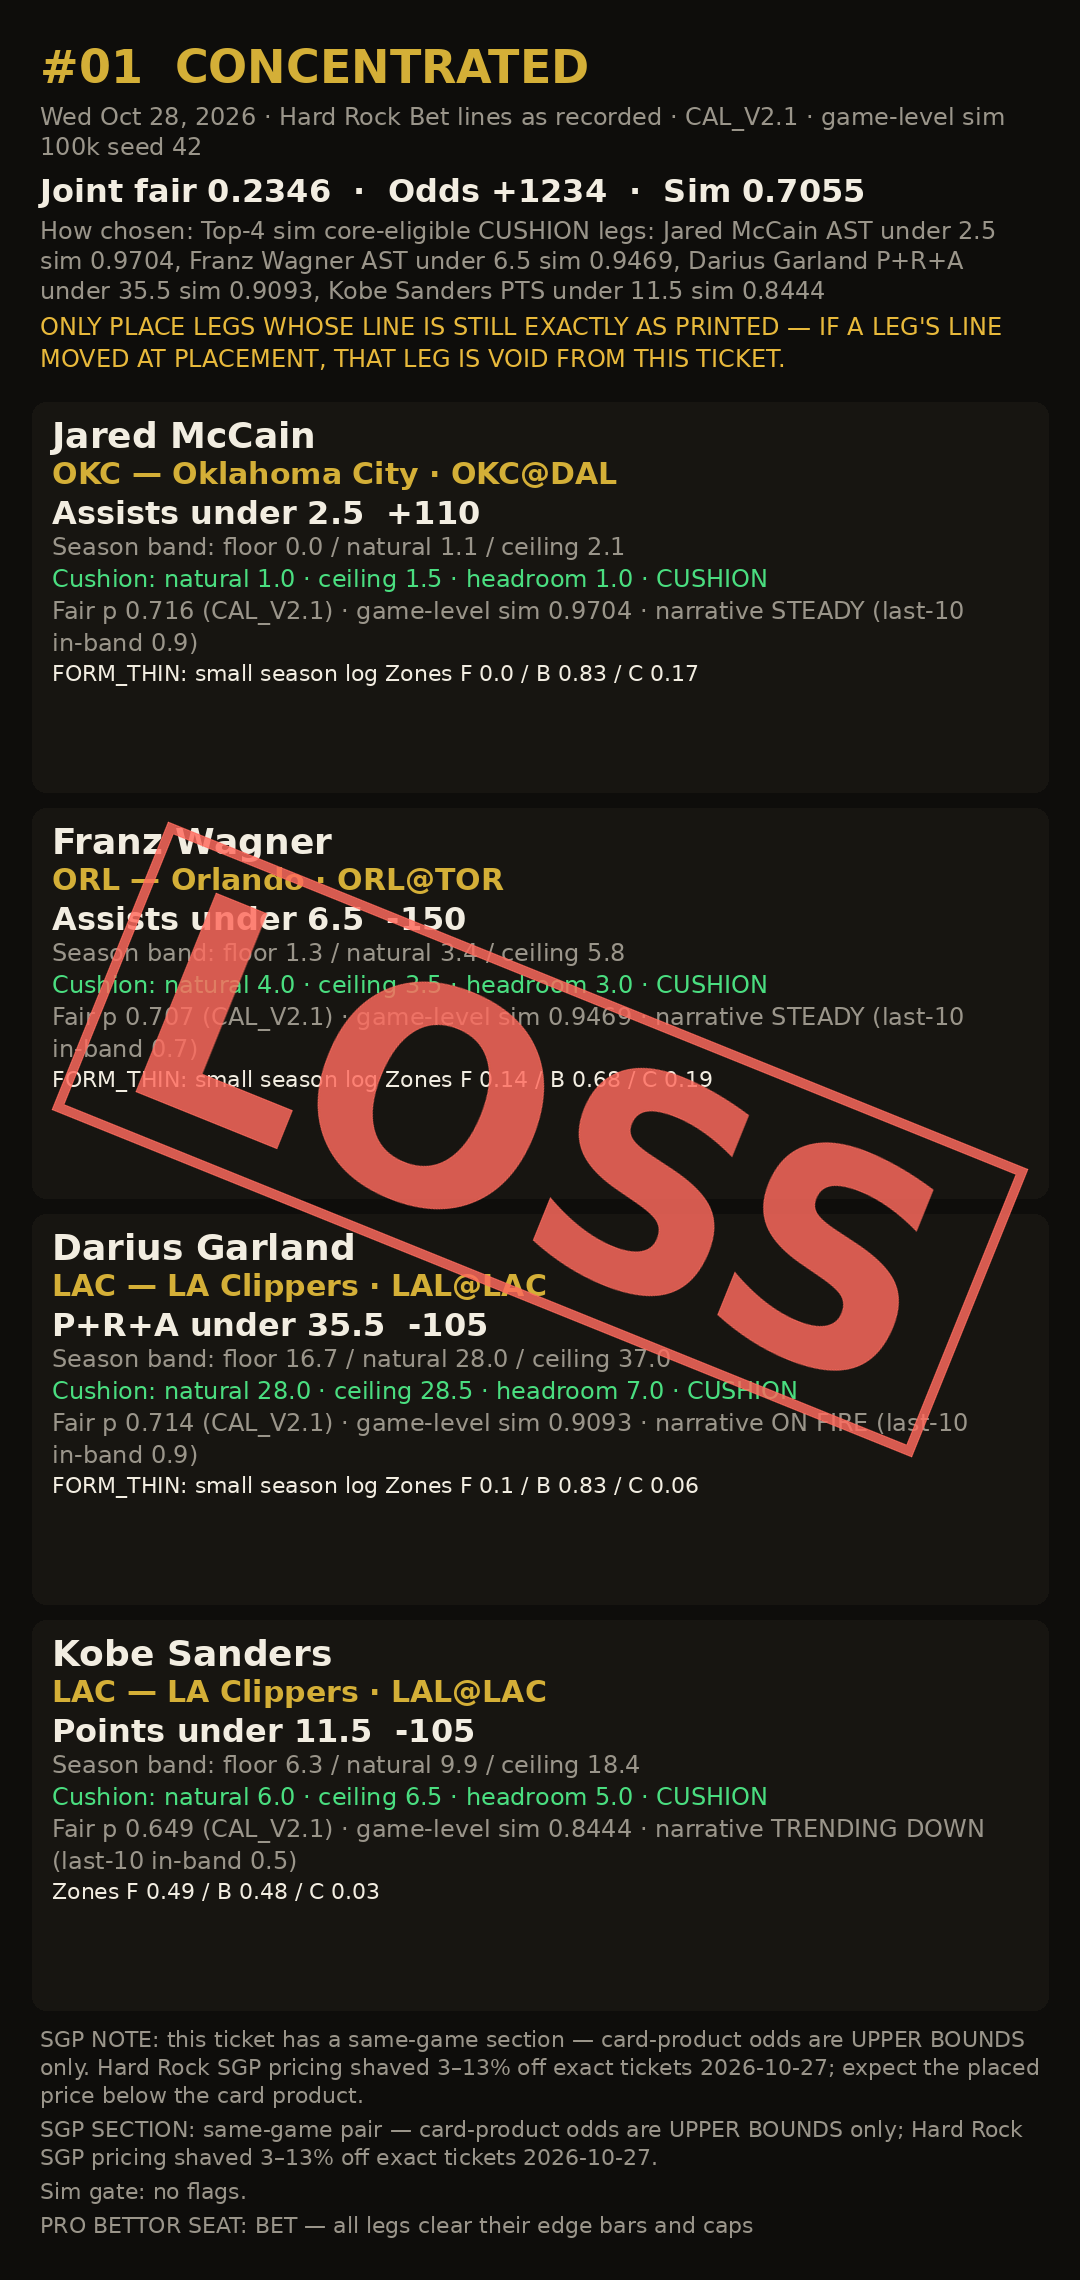 #01 CONCENTRATED
Wed Oct 28, 2026 · Hard Rock Bet lines as recorded · CAL_V2.1 · game-level sim
100k seed 42
Joint fair 0.2346 · Odds +1234 · Sim 0.7055
How chosen: Top-4 sim core-eligible CUSHION legs: Jared McCain AST under 2.5
sim 0.9704, Franz Wagner AST under 6.5 sim 0.9469, Darius Garland P+R+A
under 35.5 sim 0.9093, Kobe Sanders PTS under 11.5 sim 0.8444
ONLY PLACE LEGS WHOSE LINE IS STILL EXACTLY AS PRINTED — IF A LEG'S LINE
MOVED AT PLACEMENT, THAT LEG IS VOID FROM THIS TICKET.
Jared McCain
OKC — Oklahoma City · OKC@DAL
Assists under 2.5 +110
Season band: floor 0.0 / natural 1.1 / ceiling 2.1
Cushion: natural 1.0 · ceiling 1.5 · headroom 1.0 · CUSHION
Fair p 0.716 (CAL_V2.1) · game-level sim 0.9704 · narrative STEADY (last-10
in-band 0.9)
FORM_THIN: small season log Zones F 0.0 / B 0.83 / C 0.17
Franz Wagner
ORL — Orlando · ORL@TOR
Assists under 6.5 -150
Season band: floor 1.3 / natural 3.4 / ceiling 5.8
Cushion: natural 4.0 · ceiling 3.5 · headroom 3.0 · CUSHION
Fair p 0.707 (CAL_V2.1) · game-level sim 0.9469 · narrative STEADY (last-10
in-band 0.7)
FORM_THIN: small season log Zones F 0.14 / B 0.68 / C 0.19
LOSS
Darius Garland
LAC — LA Clippers · LAL@LAC
P+R+A under 35.5 -105
Season band: floor 16.7 / natural 28.0 / ceiling 37.0
Cushion: natural 28.0 · ceiling 28.5 · headroom 7.0 · CUSHION
Fair p 0.714 (CAL_V2.1) · game-level sim 0.9093 · narrative ON FIRE (last-10
in-band 0.9)
FORM_THIN: small season log Zones F 0.1 / B 0.83 / C 0.06
Kobe Sanders
LAC — LA Clippers · LAL@LAC
Points under 11.5 -105
Season band: floor 6.3 / natural 9.9 / ceiling 18.4
Cushion: natural 6.0 · ceiling 6.5 · headroom 5.0 · CUSHION
Fair p 0.649 (CAL_V2.1) · game-level sim 0.8444 · narrative TRENDING DOWN
(last-10 in-band 0.5)
Zones F 0.49 / B 0.48 / C 0.03
SGP NOTE: this ticket has a same-game section — card-product odds are UPPER BOUNDS
only. Hard Rock SGP pricing shaved 3–13% off exact tickets 2026-10-27; expect the placed
price below the card product.
SGP SECTION: same-game pair — card-product odds are UPPER BOUNDS only; Hard Rock
SGP pricing shaved 3–13% off exact tickets 2026-10-27.
Sim gate: no flags.
PRO BETTOR SEAT: BET — all legs clear their edge bars and caps